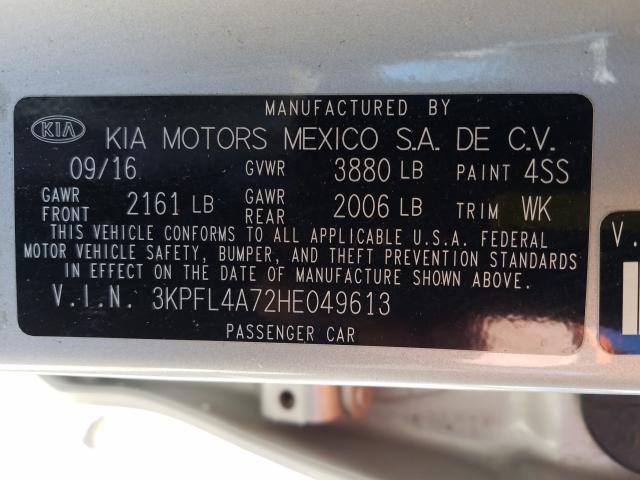 MANUFACTURED BY
KIA KIA MOTORS MEXICO S.A. DE C.V.
09/16 GVWR 3880 LB PAINT 4SS
GAWR FRONT 2161 LB GAWR REAR 2006 LB TRIM WK
THIS VEHICLE CONFORMS TO ALL APPLICABLE U.S.A. FEDERAL
MOTOR VEHICLE SAFETY, BUMPER, AND THEFT PREVENTION STANDARDS
IN EFFECT ON THE DATE OF MANUFACTURE SHOWN ABOVE.
V.I.N. 3KPFL4A72HE049613
PASSENGER CAR
V.